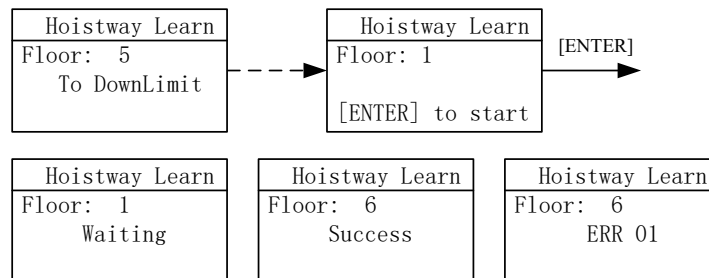 Hoistway Learn
Floor: 5
To DownLimit
Hoistway Learn
Floor: 1
[ENTER] to start
[ENTER]
Hoistway Learn
Floor: 1
Waiting
Hoistway Learn
Floor: 6
Success
Hoistway Learn
Floor: 6
ERR 01